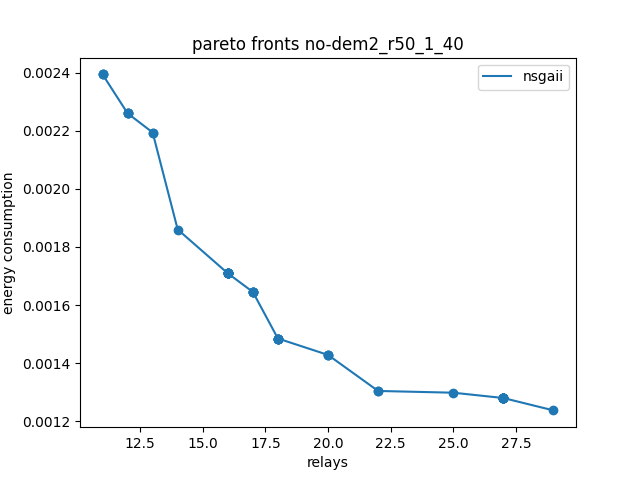 pareto fronts no-dem2_r50_1_40
nsgaii
energy consumption
0.0024
0.0022
0.0020
0.0018
0.0016
0.0014
0.0012
12.5 15.0 17.5 20.0 22.5 25.0 27.5
relays